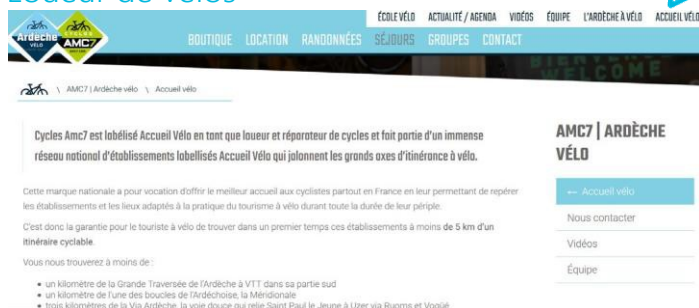 Loueur de vélos
ÉCOLE VÉLO ACTUALITÉ / AGENDA VIDÉOS ÉQUIPE L'ARDÈCHE À VÉLO ACCUEIL VÉLO
Ardèche VÉLO CYCLES AMC7
BOUTIQUE LOCATION RANDONNÉES SÉJOURS GROUPES CONTACT
BIENVENUE
WELCOME
\ AMC7 | Ardèche vélo \ Accueil vélo
Cycles Amc7 est labélisé Accueil Vélo en tant que loueur et réparateur de cycles et fait partie d'un immense
réseau national d'établissements labellisés Accueil Vélo qui jalonnent les grands axes d'itinérance à vélo.
Cette marque nationale a pour vocation d'offrir le meilleur accueil aux cyclistes partout en France en leur permettant de repérer
les établissements et les lieux adaptés à la pratique du tourisme à vélo durant toute la durée de leur périple.
C'est donc la garantie pour le touriste à vélo de trouver dans un premier temps ces établissements à moins de 5 km d'un
itinéraire cyclable.
Vous nous trouverez à moins de :
• un kilomètre de la Grande Traversée de l'Ardèche à VTT dans sa partie sud
• un kilomètre de l'une des boucles de l'Ardéchoise, la Méridionale
• trois kilomètres de la Via Ardèche, la voie douce qui relie Saint Paul le Jeune à Uzer via Ruoms et Vogüé
AMC7 | ARDÈCHE
VÉLO
← Accueil vélo
Nous contacter
Vidéos
Équipe